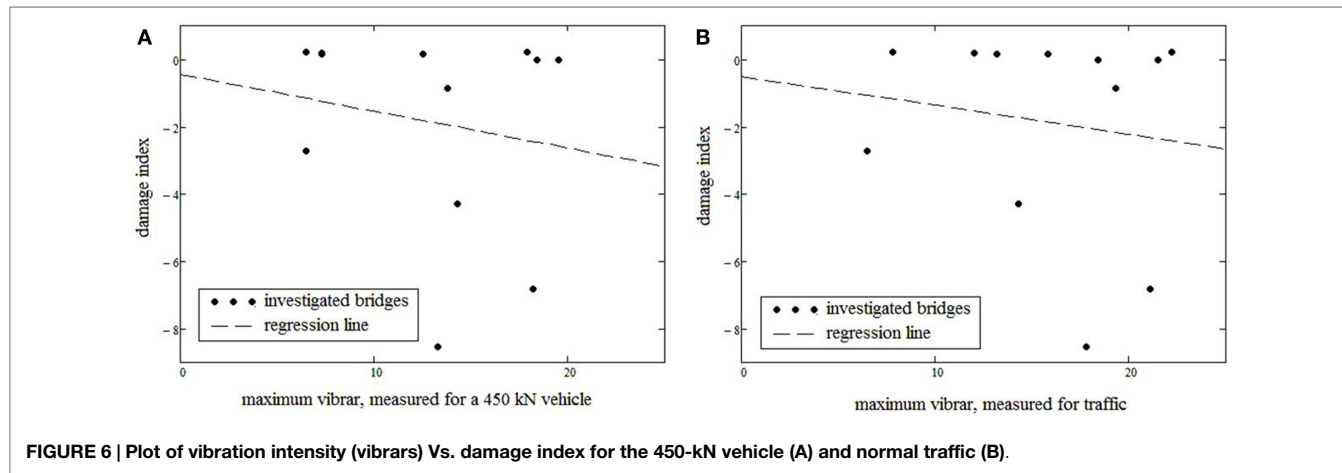 A
0
− 2
− 4
− 6
− 8
damage index
investigated bridges
regression line
0
10
20
maximum vibrar, measured for a 450 kN vehicle
B
0
− 2
− 4
− 6
− 8
damage index
investigated bridges
regression line
0
10
20
maximum vibrar, measured for traffic
FIGURE 6 | Plot of vibration intensity (vibrars) Vs. damage index for the 450-kN vehicle (A) and normal traffic (B).